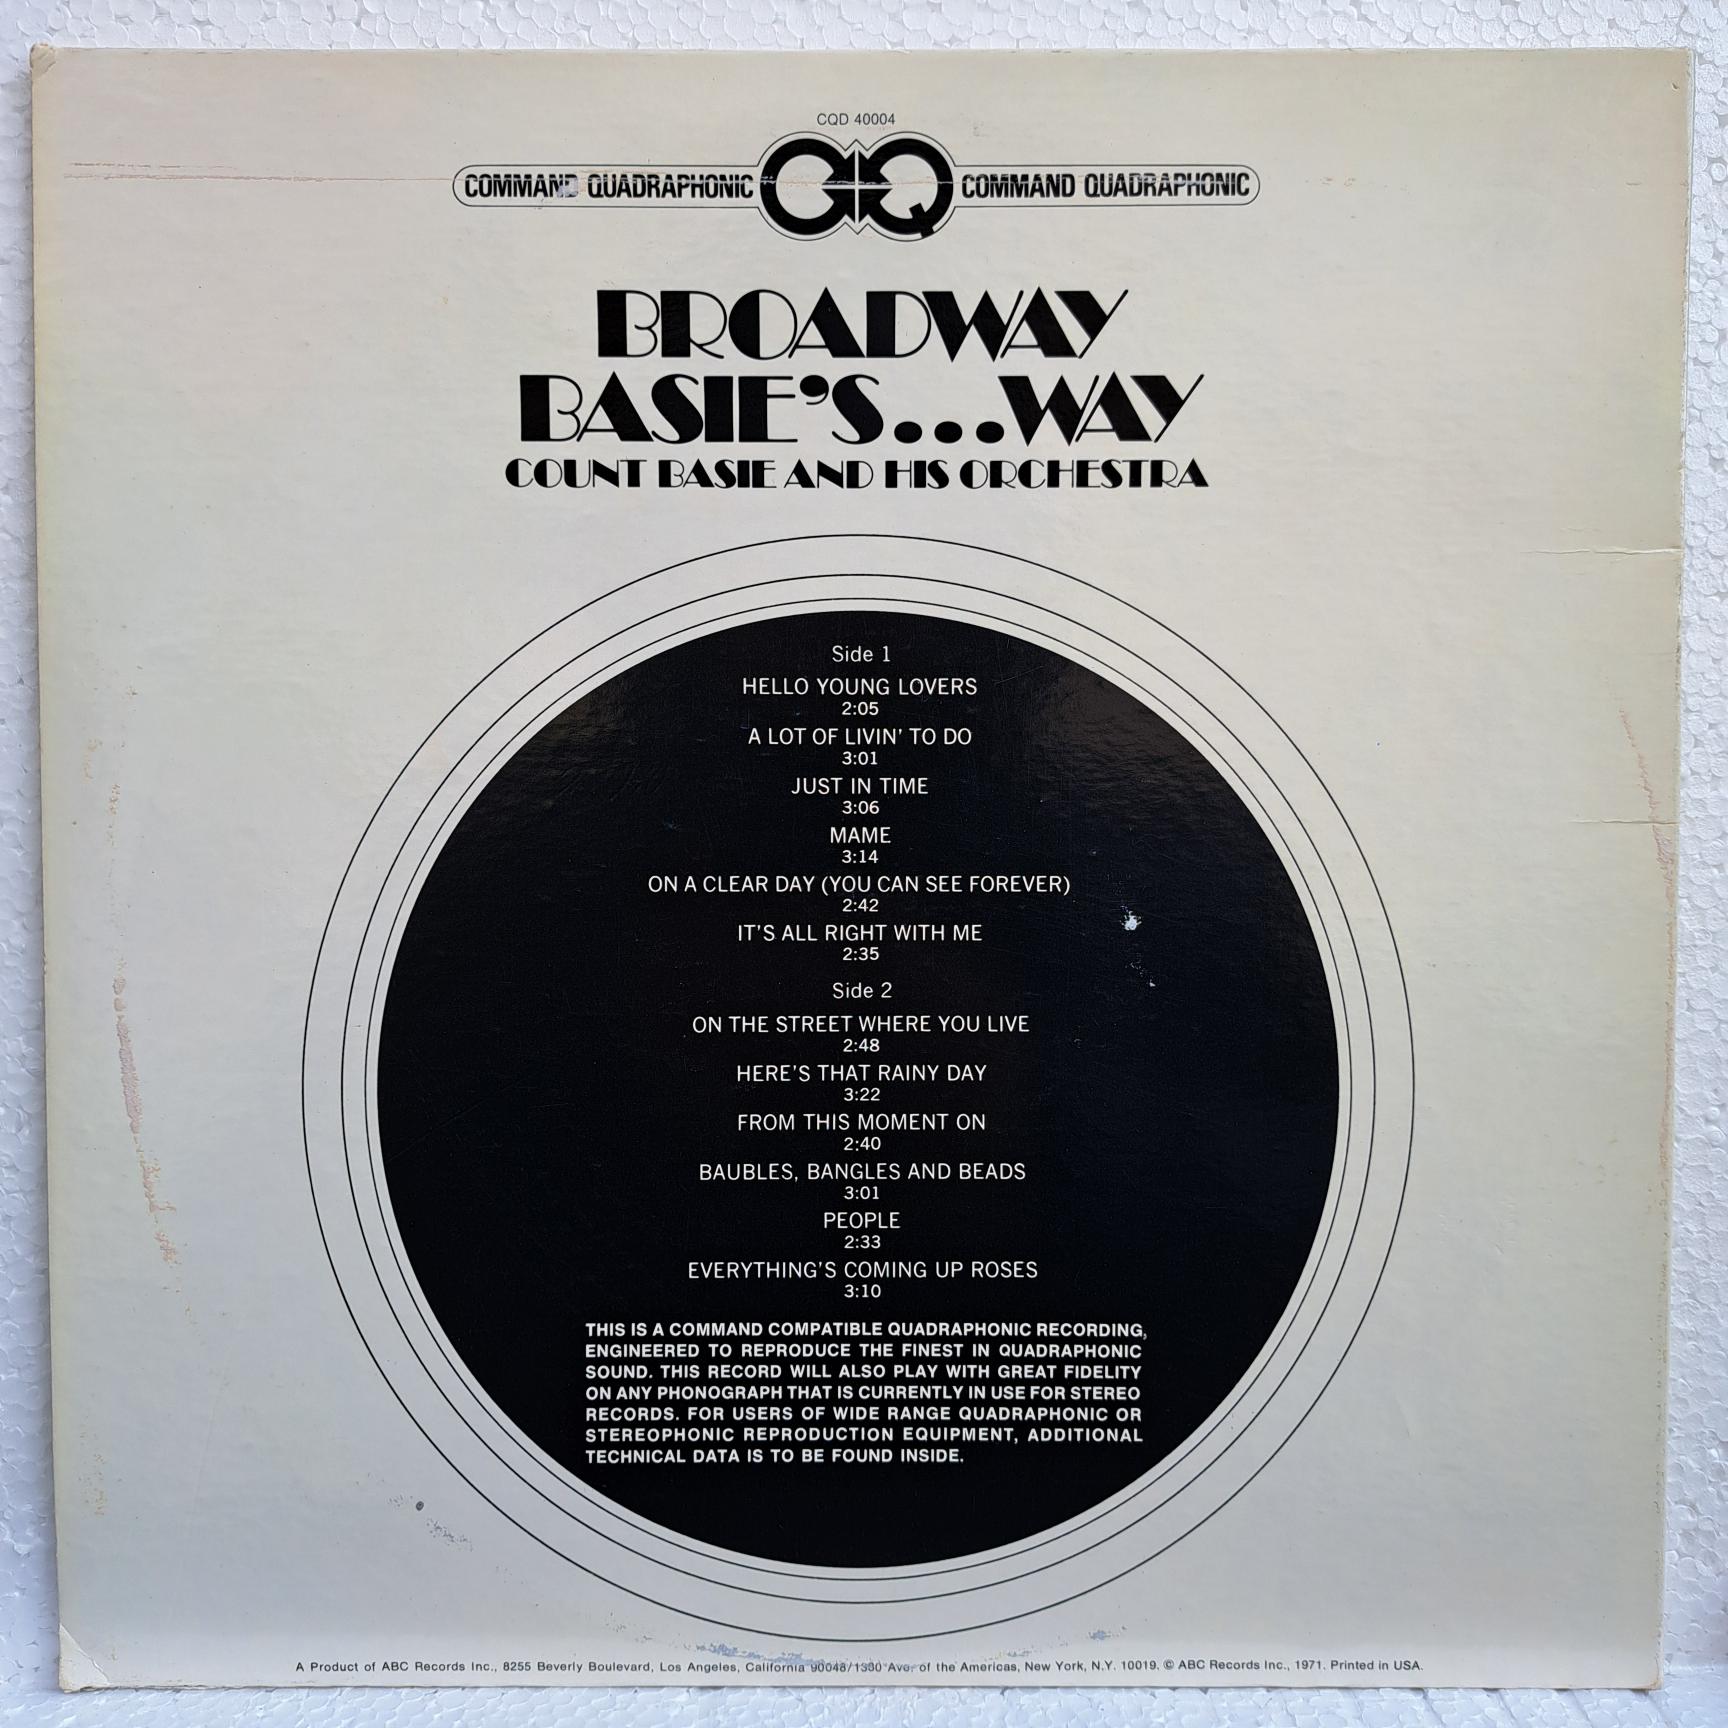 CQD 40004
COMMAND QUADRAPHONIC CQ COMMAND QUADRAPHONIC
BROADWAY
BASIE'S...WAY
COUNT BASIE AND HIS ORCHESTRA
Side 1
HELLO YOUNG LOVERS
2:05
A LOT OF LIVIN' TO DO
3:01
JUST IN TIME
3:06
MAME
3:14
ON A CLEAR DAY (YOU CAN SEE FOREVER)
2:42
IT'S ALL RIGHT WITH ME
2:35
Side 2
ON THE STREET WHERE YOU LIVE
2:48
HERE'S THAT RAINY DAY
3:22
FROM THIS MOMENT ON
2:40
BAUBLES, BANGLES AND BEADS
3:01
PEOPLE
2:33
EVERYTHING'S COMING UP ROSES
3:10
THIS IS A COMMAND COMPATIBLE QUADRAPHONIC RECORDING,
ENGINEERED TO REPRODUCE THE FINEST IN QUADRAPHONIC
SOUND. THIS RECORD WILL ALSO PLAY WITH GREAT FIDELITY
ON ANY PHONOGRAPH THAT IS CURRENTLY IN USE FOR STEREO
RECORDS. FOR USERS OF WIDE RANGE QUADRAPHONIC OR
STEREOPHONIC REPRODUCTION EQUIPMENT, ADDITIONAL
TECHNICAL DATA IS TO BE FOUND INSIDE.
A Product of ABC Records Inc., 8255 Beverly Boulevard, Los Angeles, California 90048/1330 Ave. of the Americas, New York, N.Y. 10019. © ABC Records Inc., 1971. Printed in USA.